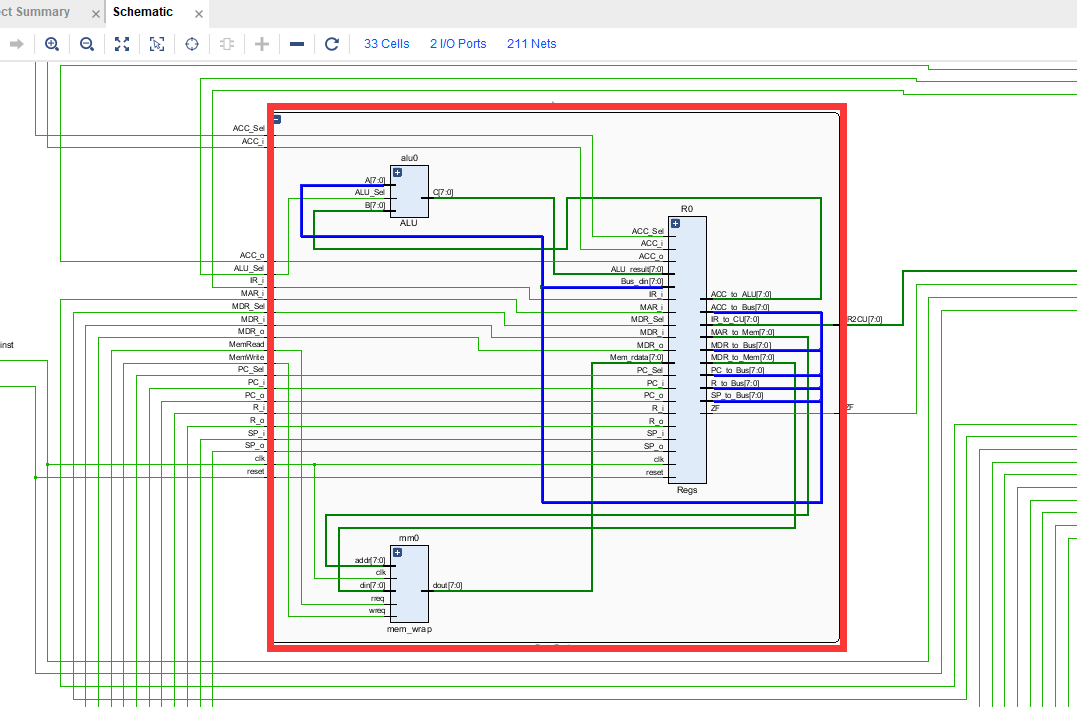 ct Summary
Schematic
33 Cells
2 I/O Ports
211 Nets
ACC_Sel
ACC_i
ACC_o
ALU_Sel
IR_i
MAR_i
MDR_Sel
MDR_i
MDR_o
MemRead
MemWrite
PC_Sel
PC_i
PC_o
R_i
R_o
SP_i
SP_o
clk
reset
inst
alu0
A[7:0]
ALU_Sel
B[7:0]
C[7:0]
ALU
R0
ACC_Sel
ACC_i
ACC_o
ALU_result[7:0]
Bus_din[7:0]
IR_i
MAR_i
MDR_Sel
MDR_i
MDR_o
Mem_rdata[7:0]
PC_Sel
PC_i
PC_o
R_i
R_o
SP_i
SP_o
clk
reset
ACC_to_ALU[7:0]
ACC_to_Bus[7:0]
IR_to_CU[7:0]
MAR_to_Mem[7:0]
MDR_to_Bus[7:0]
MDR_to_Mem[7:0]
PC_to_Bus[7:0]
R_to_Bus[7:0]
SP_to_Bus[7:0]
ZF
Regs
R2CU[7:0]
ZF
mm0
addr[7:0]
clk
din[7:0]
rreq
wreq
dout[7:0]
mem_wrap